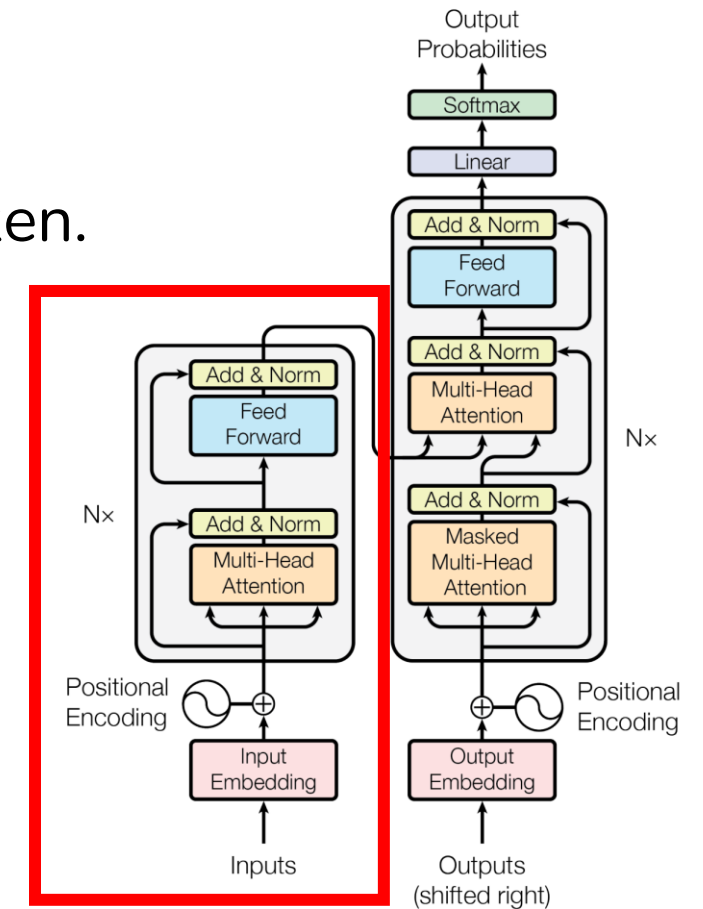 Output
Probabilities
Softmax
Linear
Add & Norm
Feed
Forward
Add & Norm
Multi-Head
Attention
Nx
Add & Norm
Masked
Multi-Head
Attention
Positional
Encoding
Output
Embedding
Outputs
(shifted right)
Add & Norm
Feed
Forward
Nx
Add & Norm
Multi-Head
Attention
Positional
Encoding
Input
Embedding
Inputs